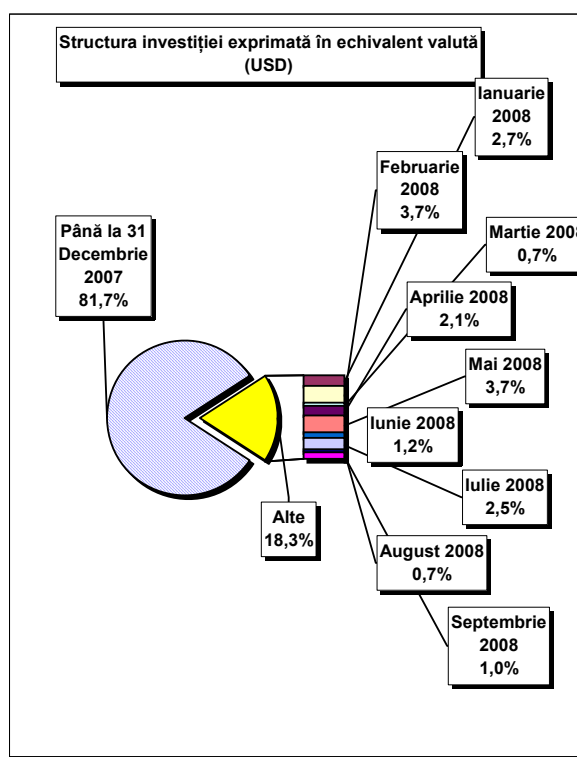 Structura investiției exprimată în echivalent valută
(USD)
Ianuarie
2008
2,7%
Februarie
2008
3,7%
Până la 31
Decembrie
2007
81,7%
Martie 2008
0,7%
Aprilie 2008
2,1%
Mai 2008
3,7%
Iunie 2008
1,2%
Iulie 2008
2,5%
Alte
18,3%
August 2008
0,7%
Septembrie
2008
1,0%